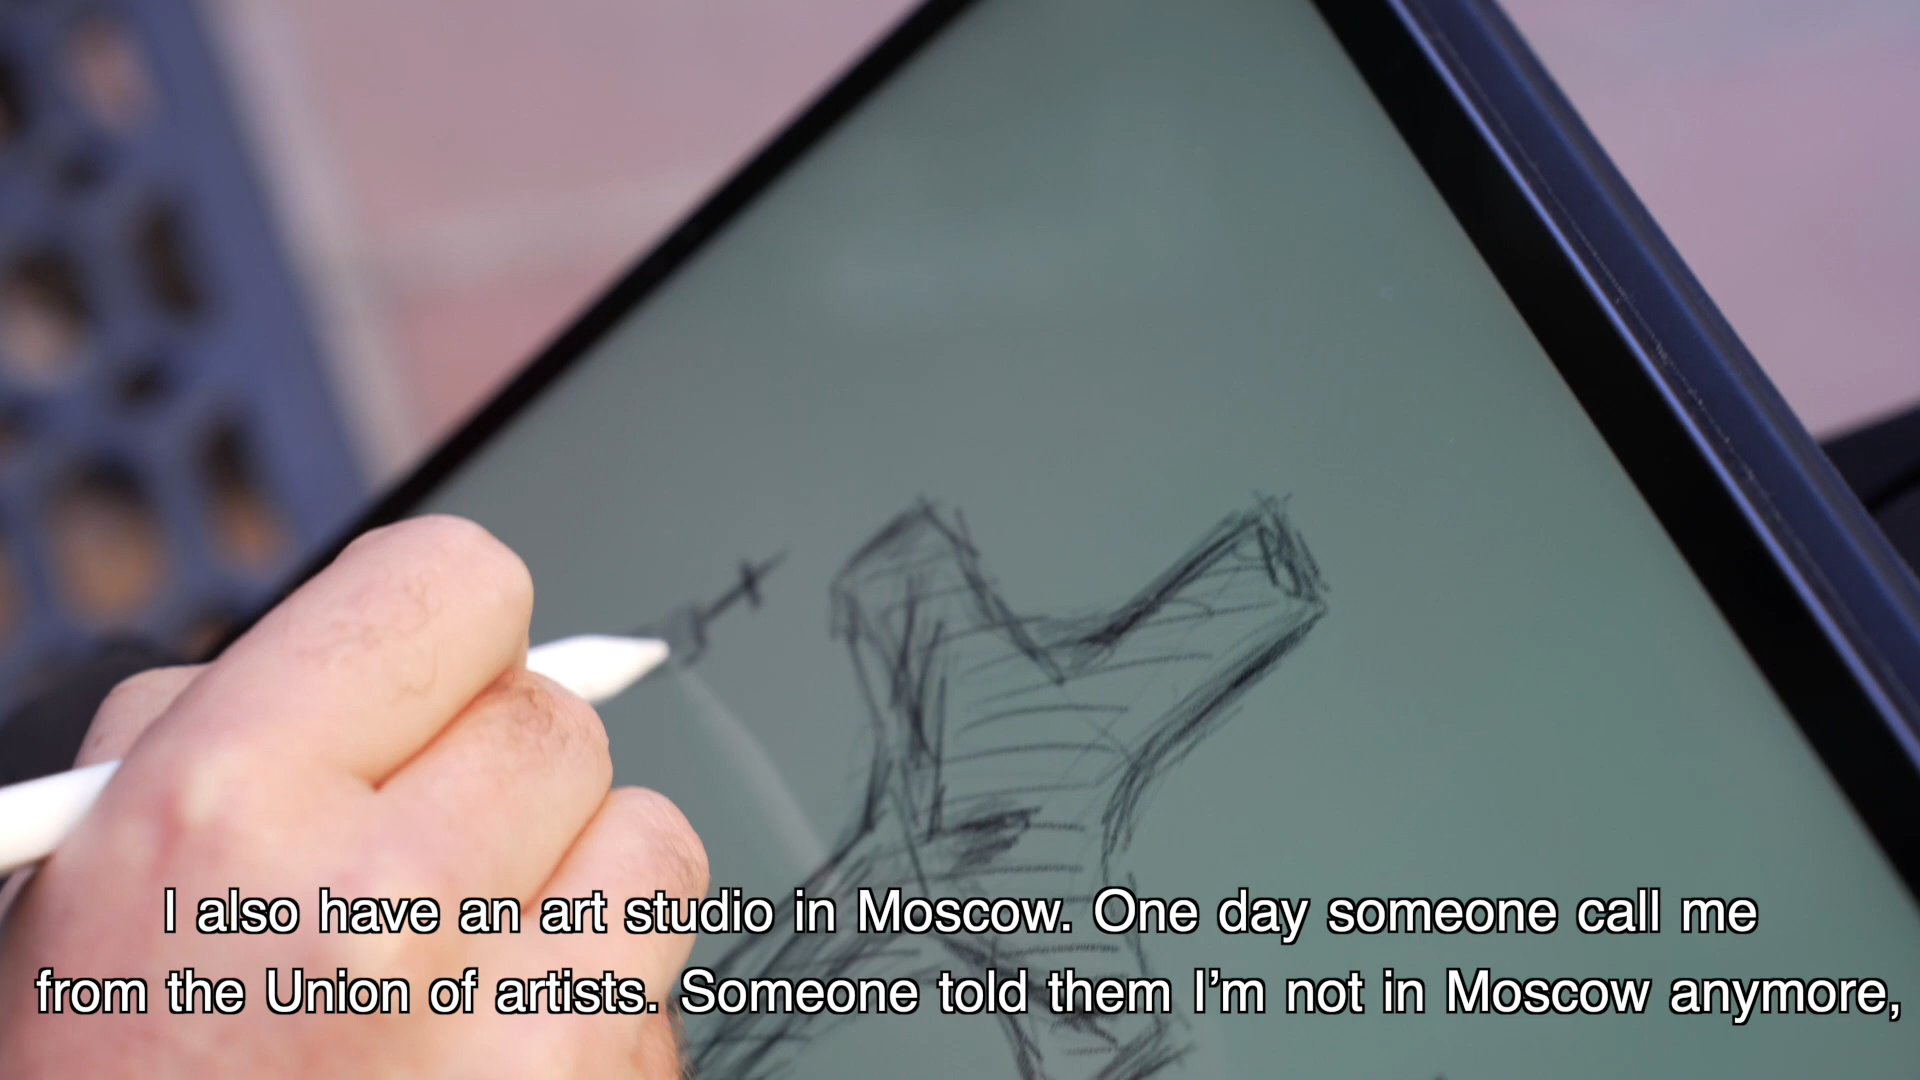 I also have an art studio in Moscow. One day someone call me
from the Union of artists. Someone told them I’m not in Moscow anymore,